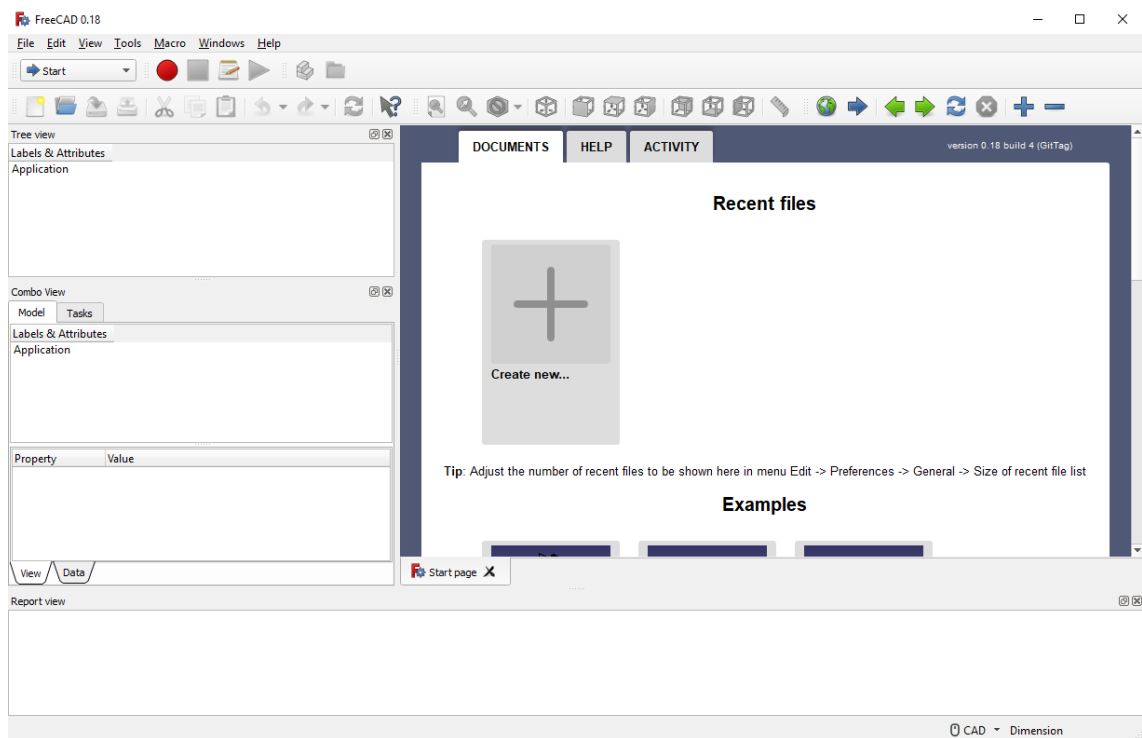 FreeCAD 0.18
File Edit View Tools Macro Windows Help
Start
Tree view
Labels & Attributes
Application
Combo View
Model Tasks
Labels & Attributes
Application
Property Value
View Data
DOCUMENTS HELP ACTIVITY version 0.18 build 4 (GitTag)
Recent files
Create new...
Tip: Adjust the number of recent files to be shown here in menu Edit -> Preferences -> General -> Size of recent file list
Examples
Start page
Report view
CAD Dimension